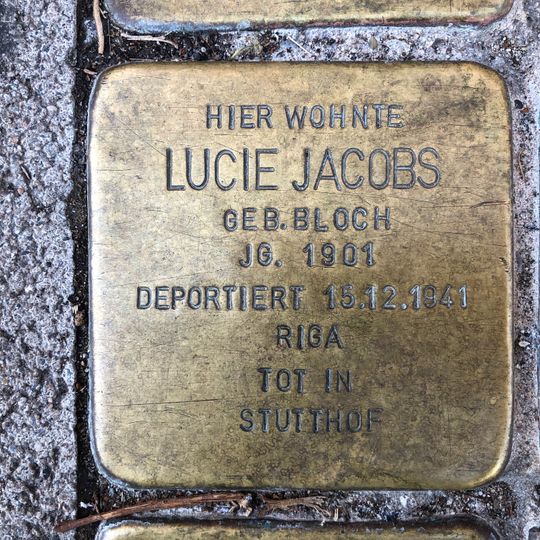 HIER WOHNTE
LUCIE JACOBS
GEB. BLOCH
JG. 1901
DEPORTIERT 15.12.1941
RIGA
TOT IN
STUTTHOF